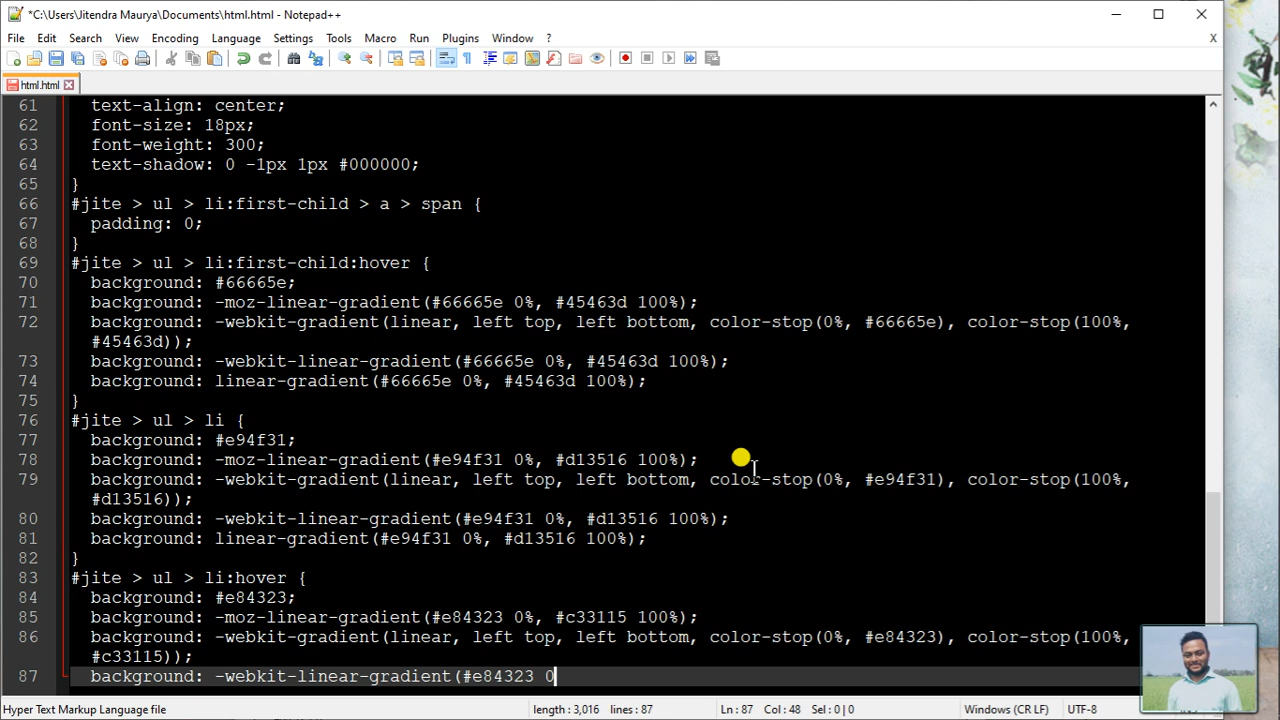 *C:\Users\Jitendra Maurya\Documents\html.html - Notepad++
File Edit Search View Encoding Language Settings Tools Macro Run Plugins Window ? X
html.html
61 text-align: center;
62 font-size: 18px;
63 font-weight: 300;
64 text-shadow: 0 -1px 1px #000000;
65 }
66 #jite > ul > li:first-child > a > span {
67 padding: 0;
68 }
69 #jite > ul > li:first-child:hover {
70 background: #66665e;
71 background: -moz-linear-gradient(#66665e 0%, #45463d 100%);
72 background: -webkit-gradient(linear, left top, left bottom, color-stop(0%, #66665e), color-stop(100%,
#45463d));
73 background: -webkit-linear-gradient(#66665e 0%, #45463d 100%);
74 background: linear-gradient(#66665e 0%, #45463d 100%);
75 }
76 #jite > ul > li {
77 background: #e94f31;
78 background: -moz-linear-gradient(#e94f31 0%, #d13516 100%);
79 background: -webkit-gradient(linear, left top, left bottom, color-stop(0%, #e94f31), color-stop(100%,
#d13516));
80 background: -webkit-linear-gradient(#e94f31 0%, #d13516 100%);
81 background: linear-gradient(#e94f31 0%, #d13516 100%);
82 }
83 #jite > ul > li:hover {
84 background: #e84323;
85 background: -moz-linear-gradient(#e84323 0%, #c33115 100%);
86 background: -webkit-gradient(linear, left top, left bottom, color-stop(0%, #e84323), color-stop(100%,
#c33115));
87 background: -webkit-linear-gradient(#e84323 0
Hyper Text Markup Language file length : 3,016 lines : 87 Ln : 87 Col : 48 Sel : 0 | 0 Windows (CR LF) UTF-8